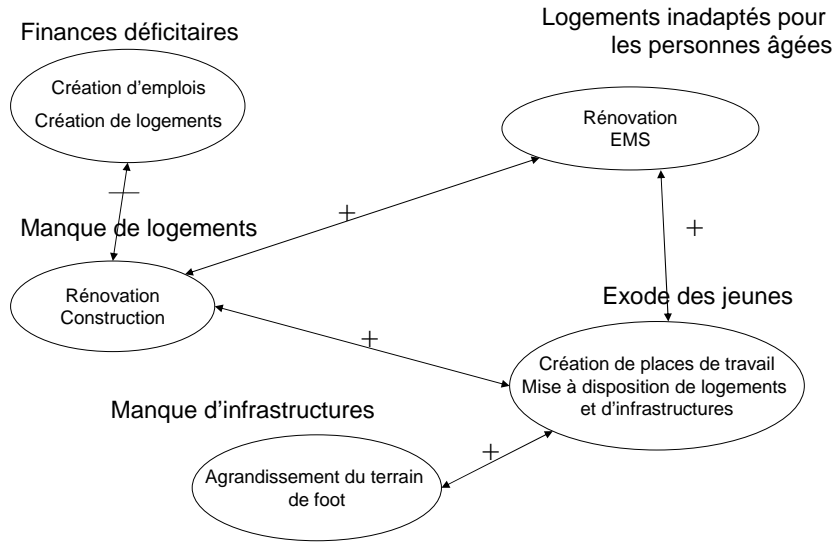 Finances déficitaires
Création d'emplois
Création de logements
Logements inadaptés pour
les personnes âgées
Rénovation
EMS
+
+
Manque de logements
Rénovation
Construction
+
Exode des jeunes
Création de places de travail
Mise à disposition de logements
et d'infrastructures
Manque d'infrastructures
+
Agrandissement du terrain
de foot